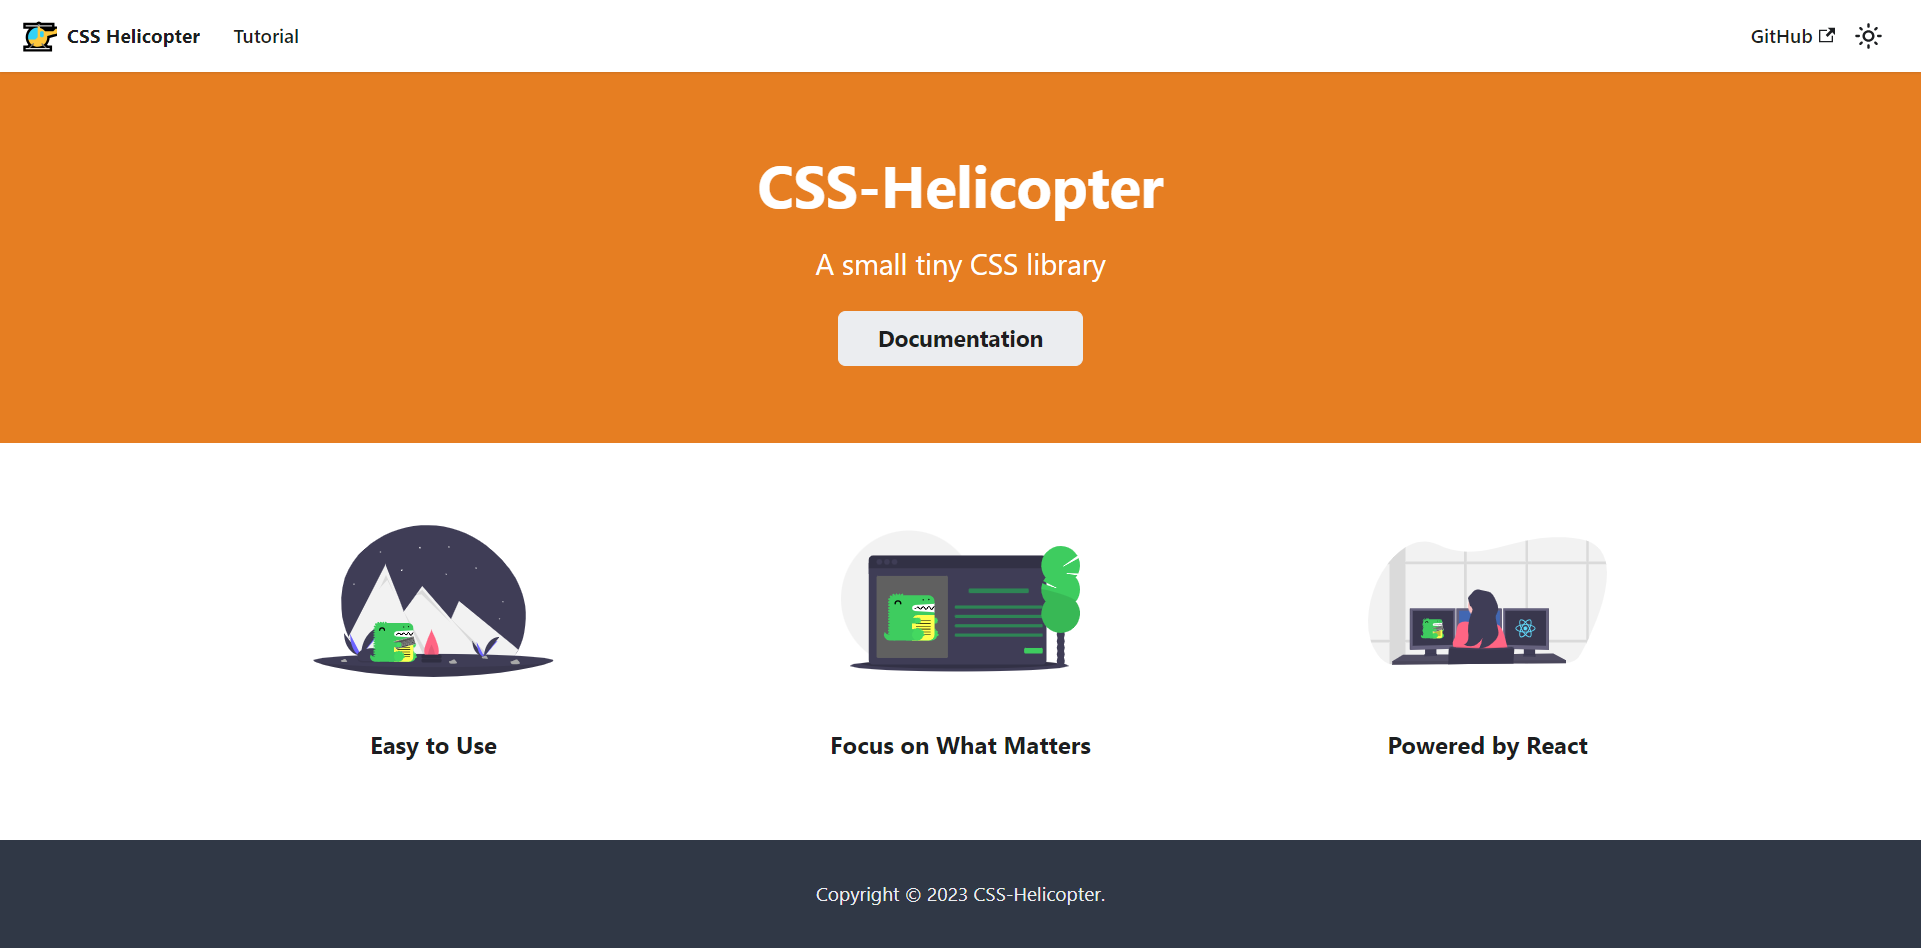 CSS Helicopter Tutorial GitHub
CSS-Helicopter
A small tiny CSS library
Documentation
Easy to Use Focus on What Matters Powered by React
Copyright © 2023 CSS-Helicopter.